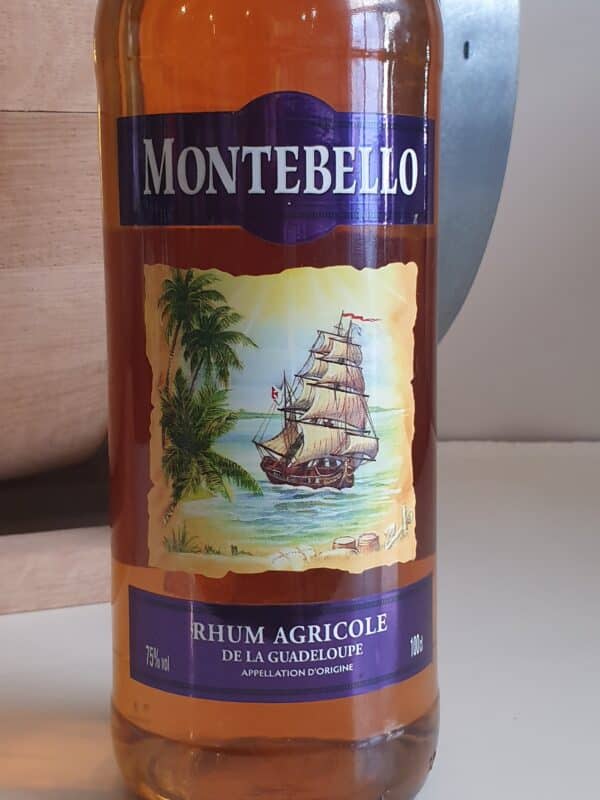 MONTEBELLO
RHUM AGRICOLE
DE LA GUADELOUPE
APPELLATION D'ORIGINE
75% vol
100cl